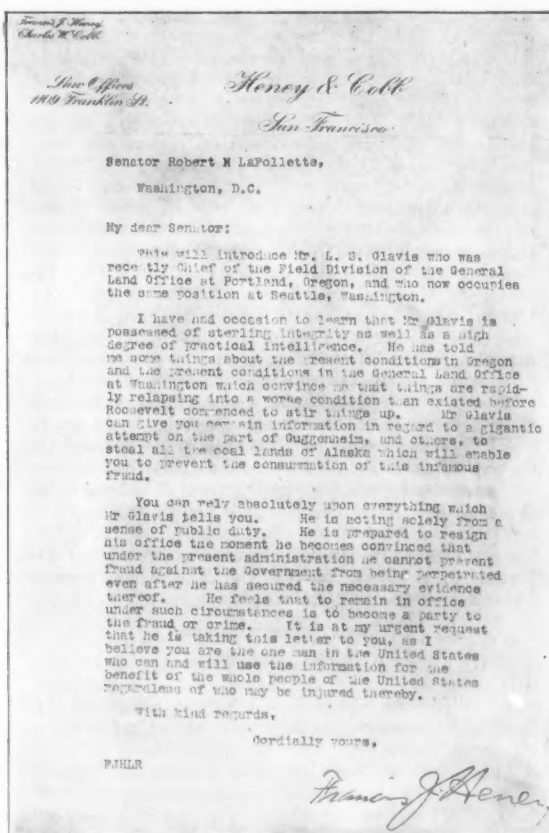 Francis J. Heney
Charles W. Cobb
Law Offices
1109 Franklin St.
Heney & Cobb
San Francisco
Senator Robert M LaFollette,
Washington, D.C.
My dear Senator:
This will introduce Mr. L. S. Glavis who was
recently Chief of the Field Division of the General
Land Office at Portland, Oregon, and who now occupies
the same position at Seattle, Washington.
I have had occasion to learn that Mr Glavis is
possessed of sterling integrity as well as a high
degree of practical intelligence. He has told
me some things about the present conditions in Oregon
and the present conditions in the General Land Office
at Washington which convince me that things are rapid-
ly relapsing into a worse condition than existed before
Roosevelt commenced to stir things up. Mr Glavis
can give you certain information in regard to a gigantic
attempt on the part of Guggenheim, and others, to
steal all the coal lands of Alaska which will enable
you to prevent the consummation of this infamous
fraud.
You can rely absolutely upon everything which
Mr Glavis tells you. He is acting solely from a
sense of public duty. He is prepared to resign
his office the moment he becomes convinced that
under the present administration he cannot prevent
fraud against the Government from being perpetrated
even after he has secured the necessary evidence
thereof. He feels that to remain in office
under such circumstances is to become a party to
the fraud or crime. It is at my urgent request
that he is taking this letter to you, as I
believe you are the one man in the United States
who can and will use the information for the
benefit of the whole people of the United States
regardless of who may be injured thereby.
With kind regards,
Cordially yours,
FJHLR
Francis J. Heney